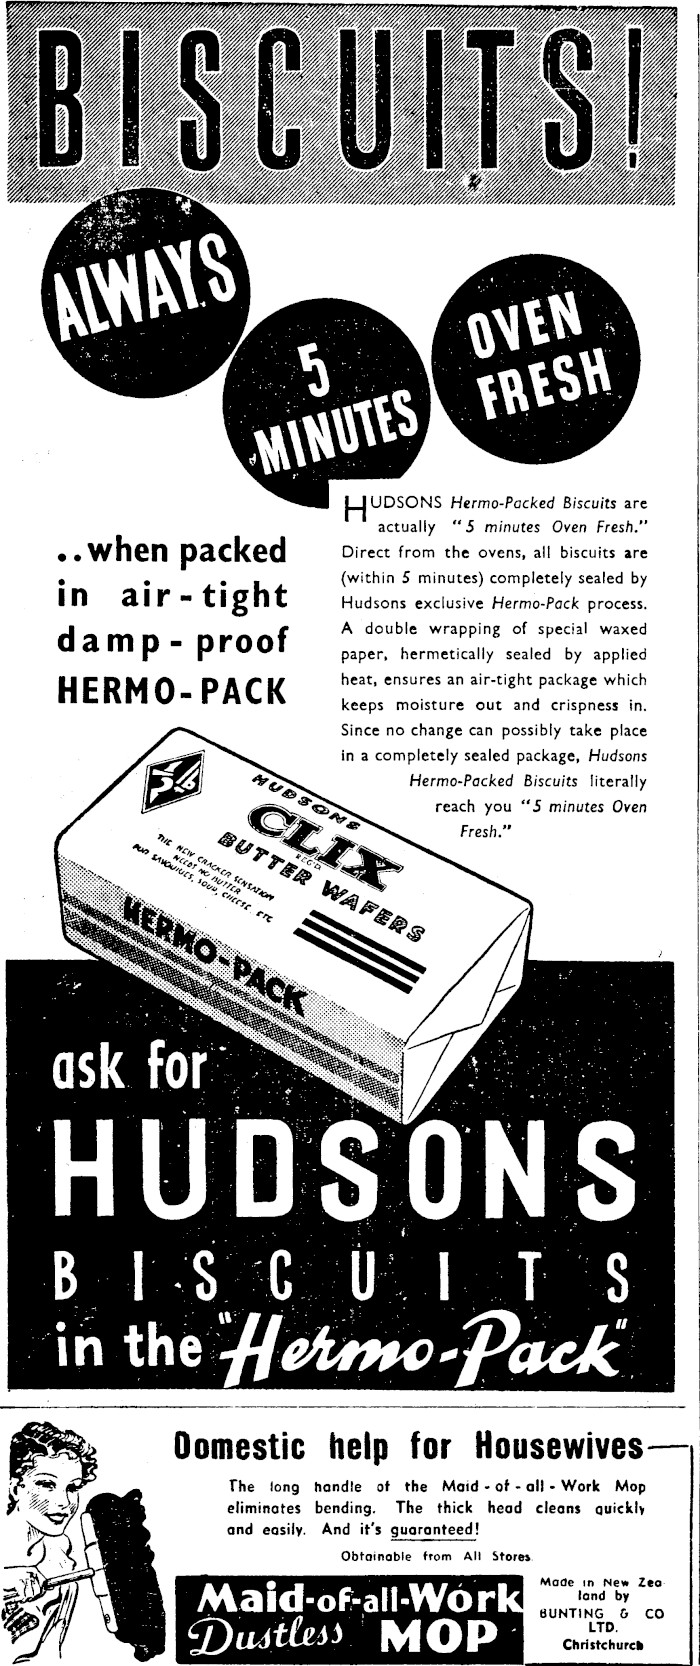 BISCUITS!
ALWAYS
5
MINUTES
OVEN
FRESH
..when packed
in air-tight
damp-proof
HERMO-PACK
HUDSONS Hermo-Packed Biscuits are
actually "5 minutes Oven Fresh."
Direct from the ovens, all biscuits are
(within 5 minutes) completely sealed by
Hudsons exclusive Hermo-Pack process.
A double wrapping of special waxed
paper, hermetically sealed by applied
heat, ensures an air-tight package which
keeps moisture out and crispness in.
Since no change can possibly take place
in a completely sealed package, Hudsons
Hermo-Packed Biscuits literally
reach you "5 minutes Oven
Fresh."
HUDSONS
CLIX
REG'D.
BUTTER WAFERS
THE NEW CRACKER SENSATION
NEEDS NO BUTTER
FOR SAVOURIES, SOUP, CHEESE, ETC
HERMO-PACK
ask for
HUDSONS
BISCUITS
in the "Hermo-Pack"
Domestic help for Housewives
The long handle of the Maid-of-all-Work Mop
eliminates bending. The thick head cleans quickly
and easily. And it's guaranteed!
Obtainable from All Stores
Maid-of-all-Work
Dustless MOP
Made in New Zea
land by
BUNTING & CO
LTD.
Christchurch